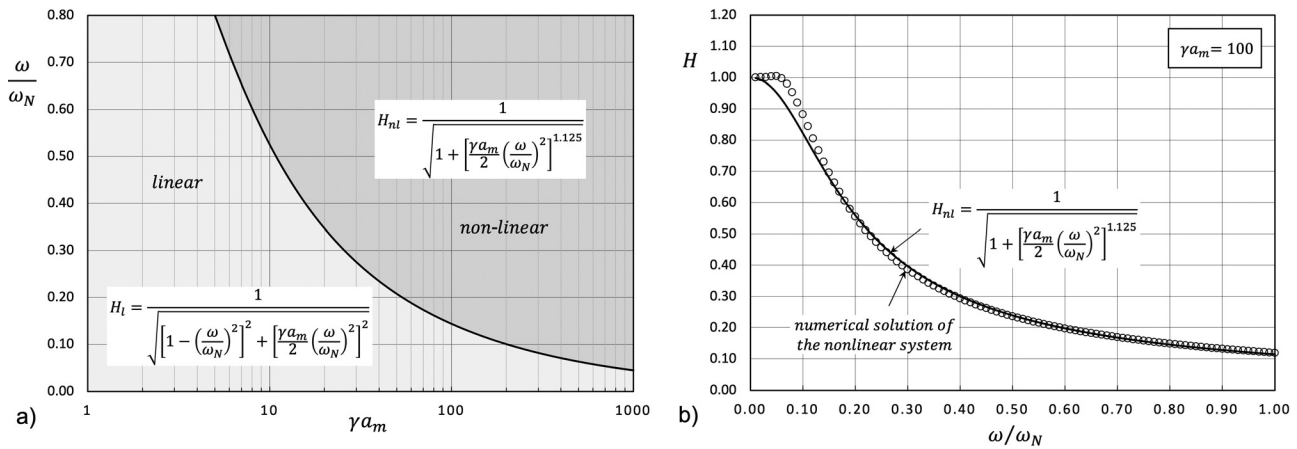 0.80
0.70
0.60
0.50
0.40
0.30
0.20
0.10
0.00
ω/ω_N
H_nl = 1 / √(1 + [γa_m/2 (ω/ω_N)^2]^1.125)
linear
non-linear
H_l = 1 / √([1−(ω/ω_N)^2]^2 + [γa_m/2 (ω/ω_N)^2]^2)
1 10 100 1000
γa_m
a)
1.20
1.10
1.00
0.90
0.80
0.70
0.60
0.50
0.40
0.30
0.20
0.10
0.00
H
γa_m = 100
H_nl = 1 / √(1 + [γa_m/2 (ω/ω_N)^2]^1.125)
numerical solution of
the nonlinear system
0.00 0.10 0.20 0.30 0.40 0.50 0.60 0.70 0.80 0.90 1.00
ω/ω_N
b)